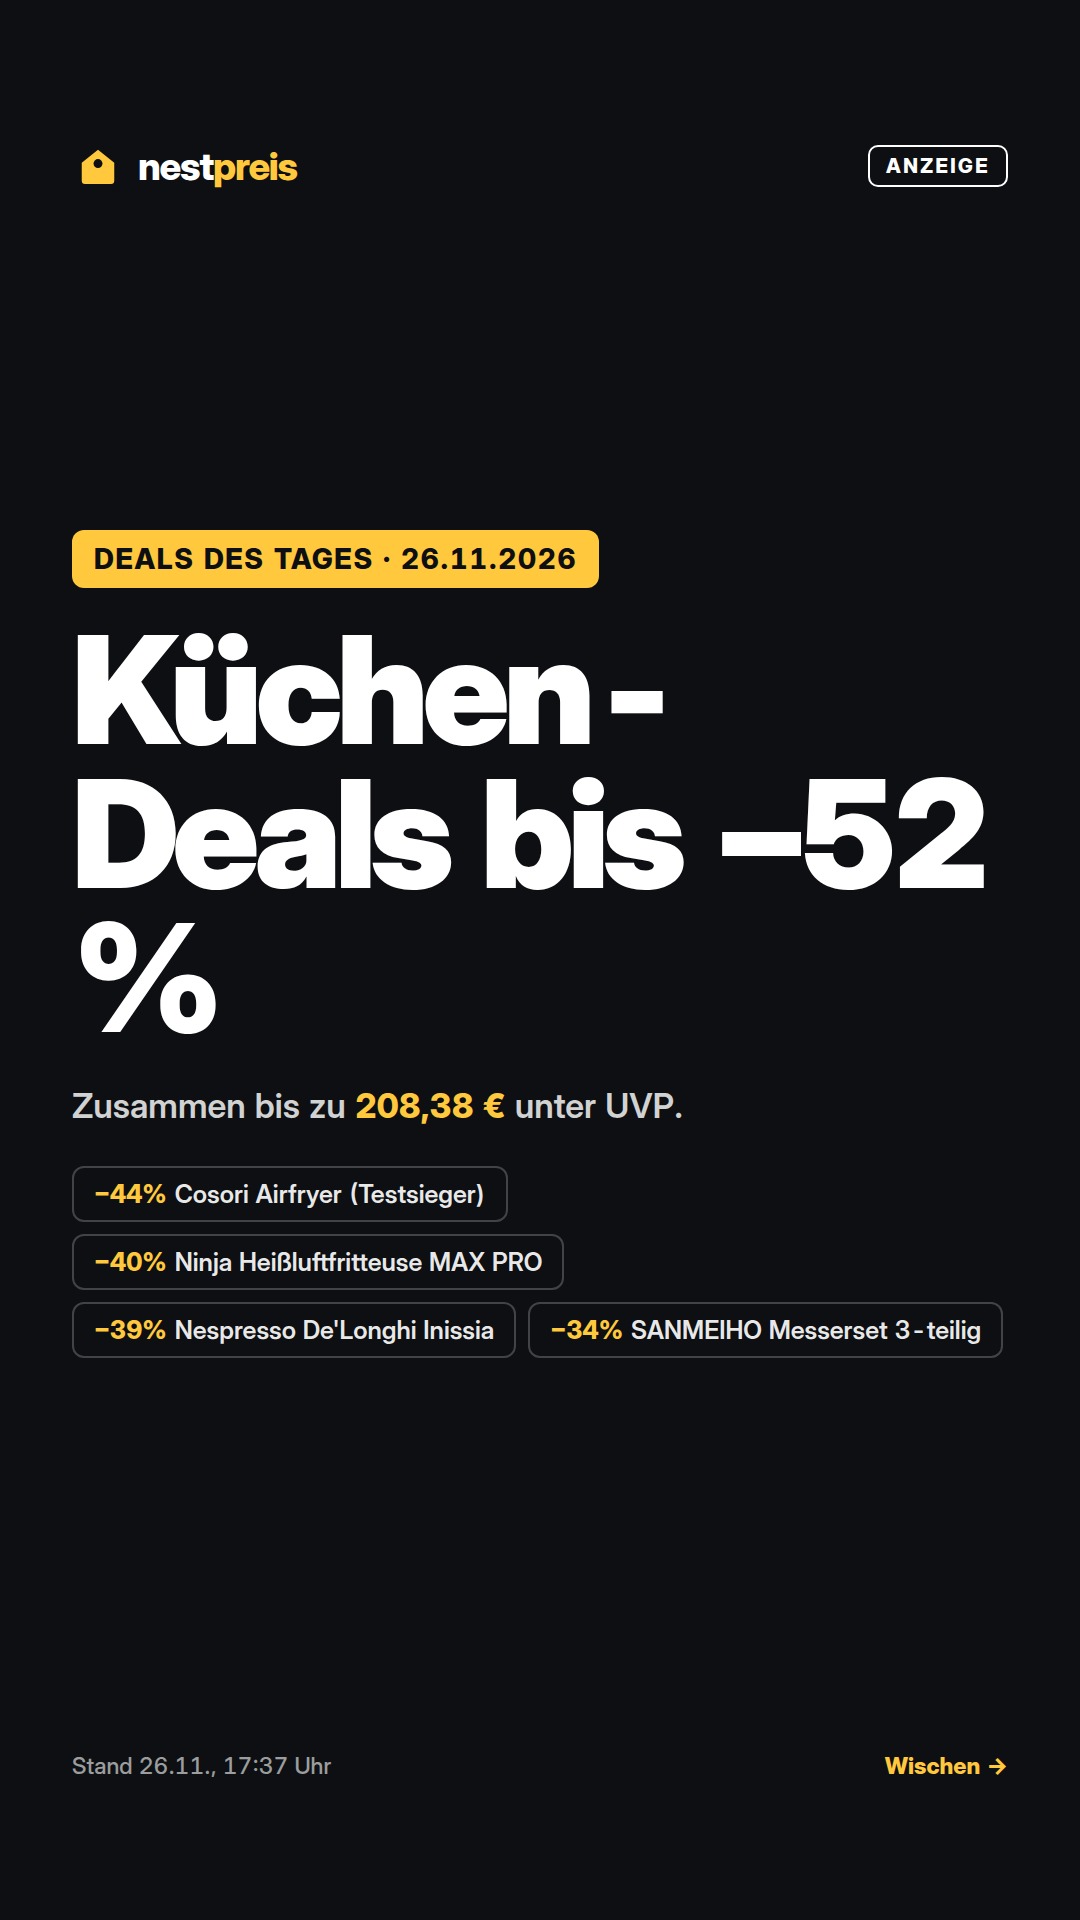 nestpreis
ANZEIGE
DEALS DES TAGES · 26.11.2026
Küchen-
Deals bis –52
%
Zusammen bis zu 208,38 € unter UVP.
−44% Cosori Airfryer (Testsieger)
−40% Ninja Heißluftfritteuse MAX PRO
−39% Nespresso De'Longhi Inissia
−34% SANMEIHO Messerset 3-teilig
Stand 26.11., 17:37 Uhr
Wischen →